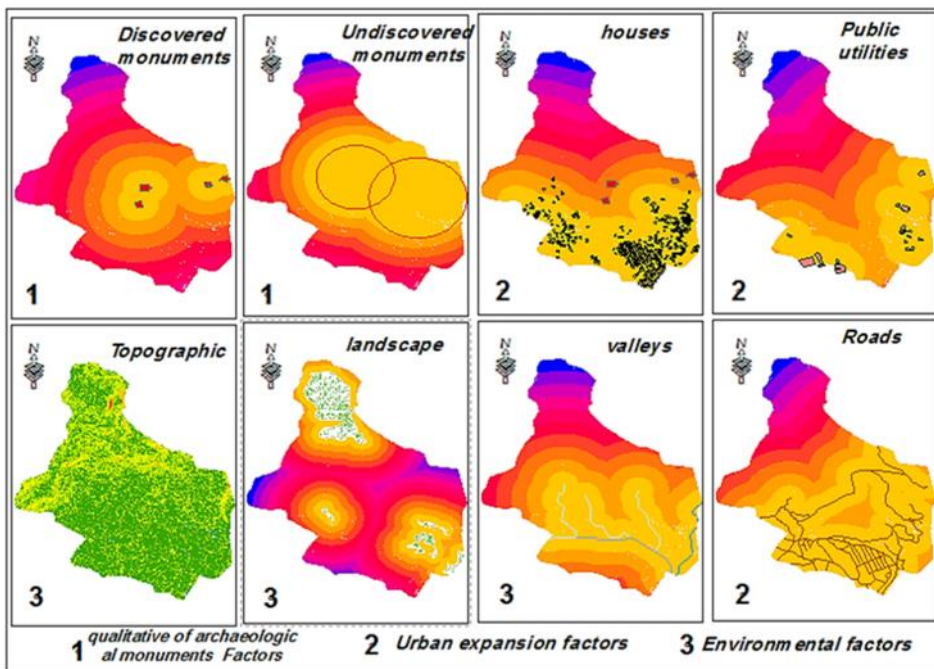 N
Discovered
monuments
1
N
Undiscovered
monuments
1
N
houses
2
N
Public
utilities
2
N
Topographic
3
N
landscape
3
N
valleys
3
N
Roads
2
1 qualitative of archaeologic
al monuments Factors
2 Urban expansion factors
3 Environmental factors